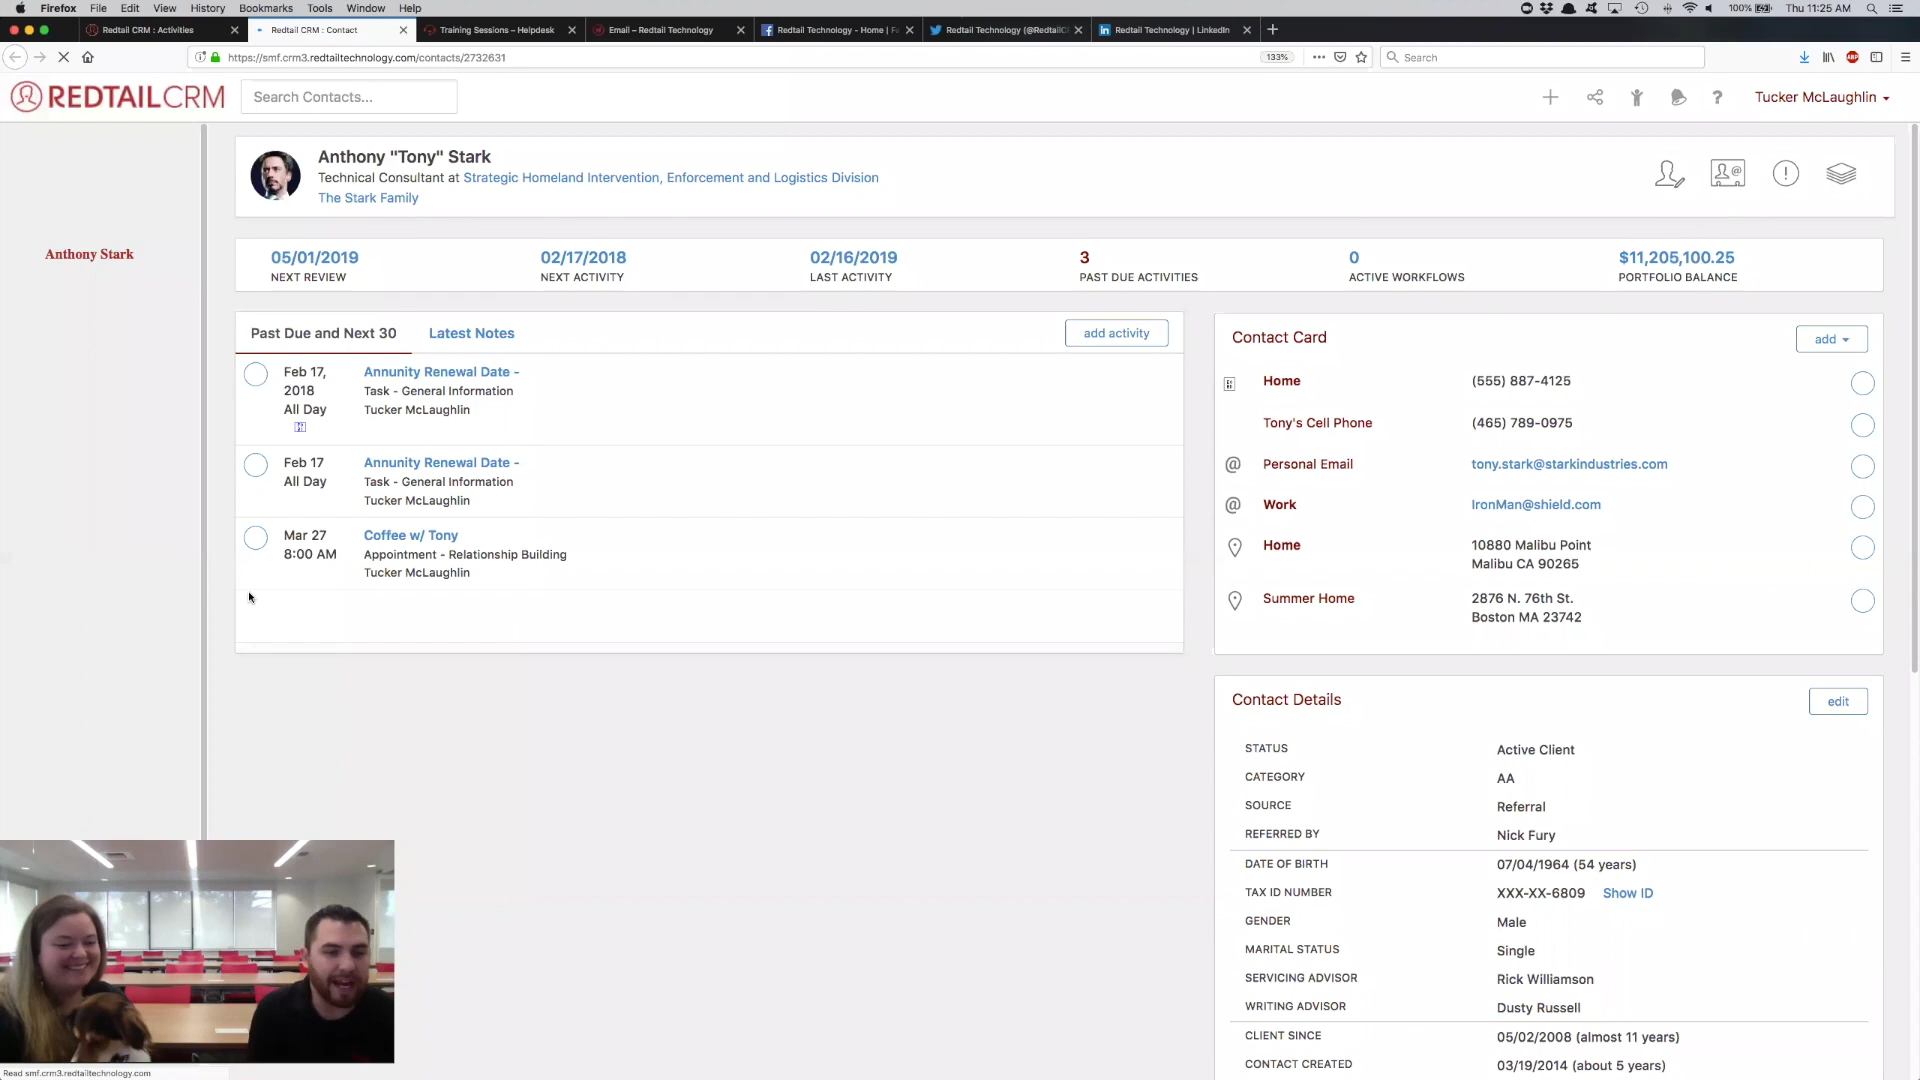 Firefox File Edit View History Bookmarks Tools Window Help 100% Thu 11:25 AM
Redtail CRM : Activities Redtail CRM : Contact Training Sessions – Helpdesk Email – Redtail Technology Redtail Technology - Home | Fa Redtail Technology (@RedtailC Redtail Technology | LinkedIn
https://smf.crm3.redtailtechnology.com/contacts/2732631 133% Search
REDTAILCRM Search Contacts... Tucker McLaughlin
Anthony "Tony" Stark
Technical Consultant at Strategic Homeland Intervention, Enforcement and Logistics Division
The Stark Family
Anthony Stark
05/01/2019 02/17/2018 02/16/2019 3 0 $11,205,100.25
NEXT REVIEW NEXT ACTIVITY LAST ACTIVITY PAST DUE ACTIVITIES ACTIVE WORKFLOWS PORTFOLIO BALANCE
Past Due and Next 30 Latest Notes add activity
Feb 17, 2018 All Day
Annunity Renewal Date -
Task - General Information
Tucker McLaughlin
Feb 17 All Day
Annunity Renewal Date -
Task - General Information
Tucker McLaughlin
Mar 27 8:00 AM
Coffee w/ Tony
Appointment - Relationship Building
Tucker McLaughlin
Contact Card add
Home (555) 887-4125
Tony's Cell Phone (465) 789-0975
@ Personal Email tony.stark@starkindustries.com
@ Work IronMan@shield.com
Home 10880 Malibu Point
Malibu CA 90265
Summer Home 2876 N. 76th St.
Boston MA 23742
Contact Details edit
STATUS Active Client
CATEGORY AA
SOURCE Referral
REFERRED BY Nick Fury
DATE OF BIRTH 07/04/1964 (54 years)
TAX ID NUMBER XXX-XX-6809 Show ID
GENDER Male
MARITAL STATUS Single
SERVICING ADVISOR Rick Williamson
WRITING ADVISOR Dusty Russell
CLIENT SINCE 05/02/2008 (almost 11 years)
CONTACT CREATED 03/19/2014 (about 5 years)
Read smf.crm3.redtailtechnology.com